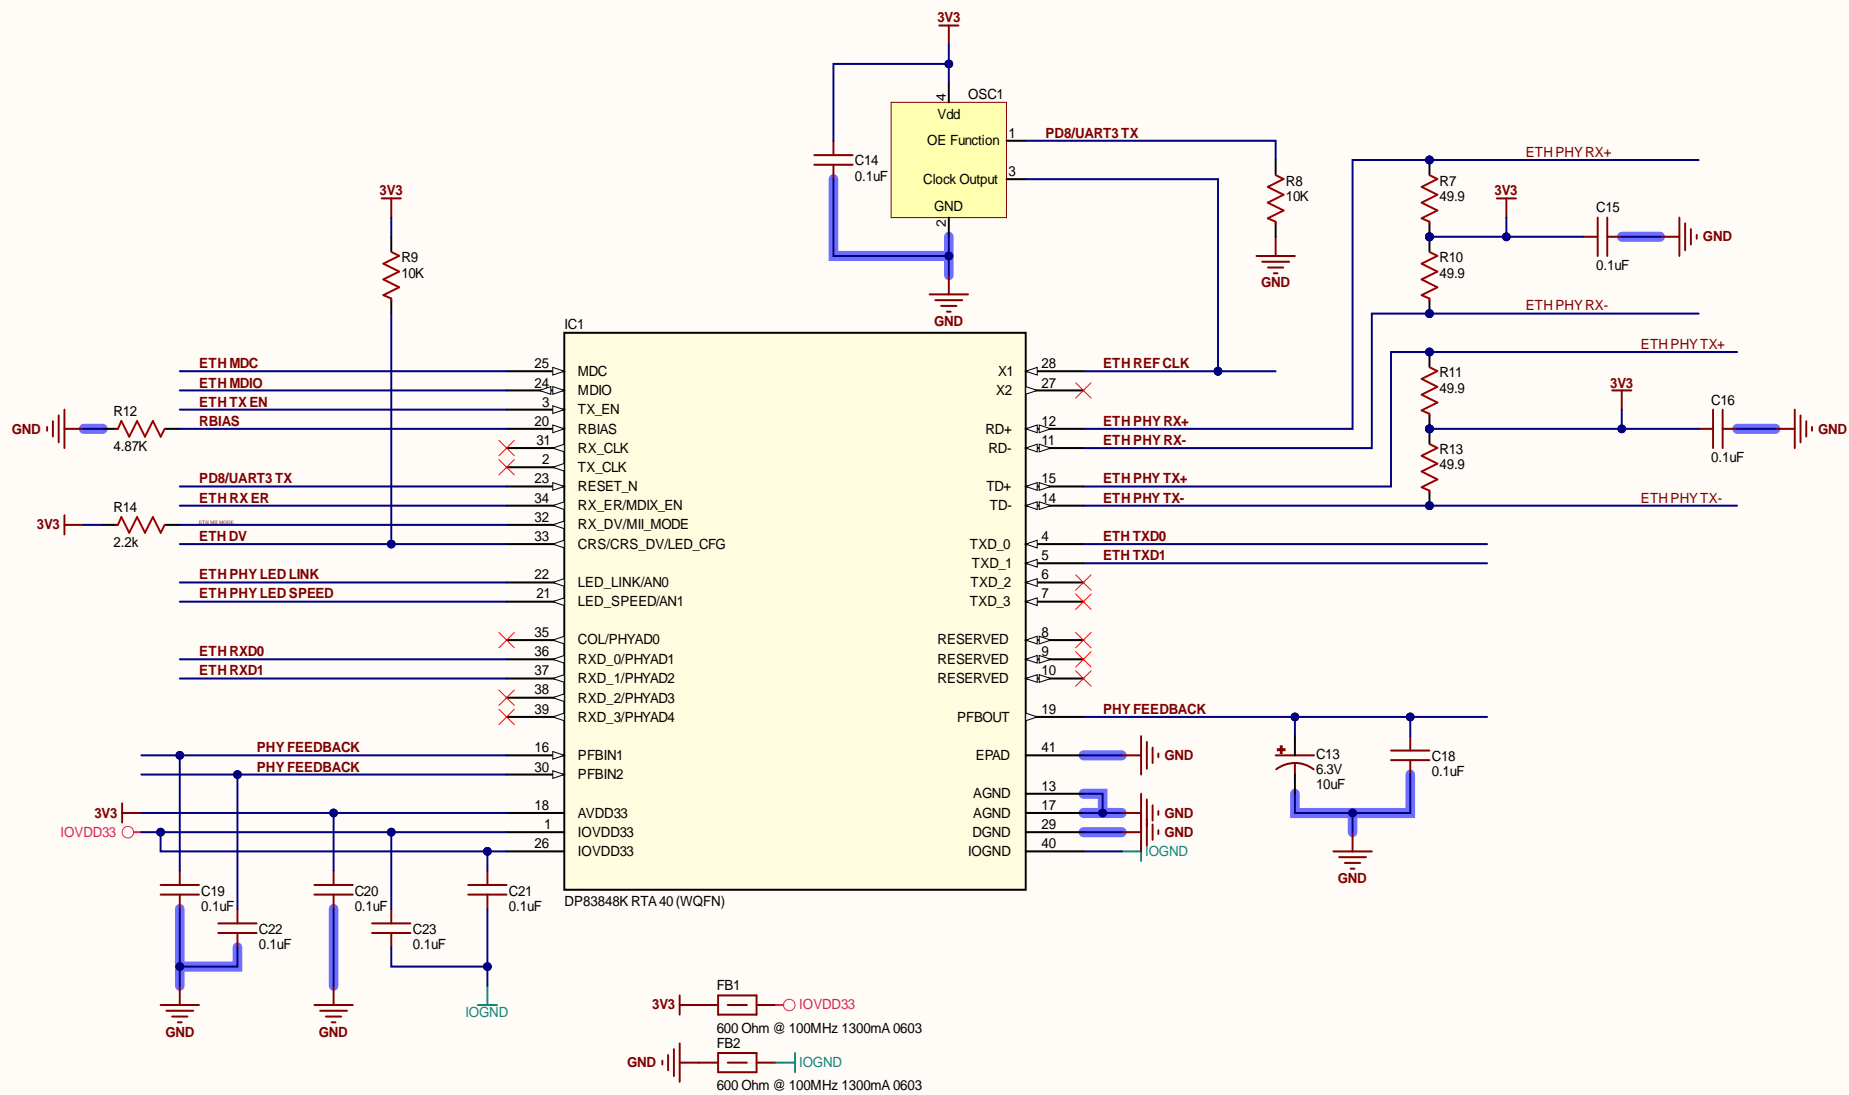 3V3
OSC1
4
Vdd
OE Function
1
PD8/UART3 TX
C14
0.1uF
Clock Output
3
GND
2
GND
R8
10K
GND
3V3
R9
10K
ETH PHY RX+
R7
49.9
3V3
C15
0.1uF
GND
R10
49.9
ETH PHY RX-
ETH PHY TX+
R11
49.9
3V3
C16
0.1uF
GND
R13
49.9
ETH PHY TX-
IC1
ETH MDC
25
MDC
ETH MDIO
24
MDIO
ETH TX EN
3
TX_EN
GND
R12
4.87K
RBIAS
20
RBIAS
31
RX_CLK
2
TX_CLK
PD8/UART3 TX
23
RESET_N
ETH RX ER
34
RX_ER/MDIX_EN
3V3
R14
2.2k
ETH MII MODE
32
RX_DV/MII_MODE
ETH DV
33
CRS/CRS_DV/LED_CFG
ETH PHY LED LINK
22
LED_LINK/AN0
ETH PHY LED SPEED
21
LED_SPEED/AN1
35
COL/PHYAD0
ETH RXD0
36
RXD_0/PHYAD1
ETH RXD1
37
RXD_1/PHYAD2
38
RXD_2/PHYAD3
39
RXD_3/PHYAD4
PHY FEEDBACK
16
PFBIN1
PHY FEEDBACK
30
PFBIN2
3V3
18
AVDD33
IOVDD33
1
IOVDD33
26
IOVDD33
X1
28
ETH REF CLK
X2
27
RD+
12
ETH PHY RX+
RD-
11
ETH PHY RX-
TD+
15
ETH PHY TX+
TD-
14
ETH PHY TX-
TXD_0
4
ETH TXD0
TXD_1
5
ETH TXD1
TXD_2
6
TXD_3
7
RESERVED
8
RESERVED
9
RESERVED
10
PFBOUT
19
PHY FEEDBACK
EPAD
41
GND
AGND
13
AGND
17
GND
DGND
29
GND
IOGND
40
IOGND
C13
6.3V
10uF
C18
0.1uF
GND
DP83848K RTA 40 (WQFN)
C19
0.1uF
C22
0.1uF
GND
C20
0.1uF
GND
C23
0.1uF
C21
0.1uF
IOGND
FB1
3V3
IOVDD33
600 Ohm @ 100MHz 1300mA 0603
FB2
GND
IOGND
600 Ohm @ 100MHz 1300mA 0603